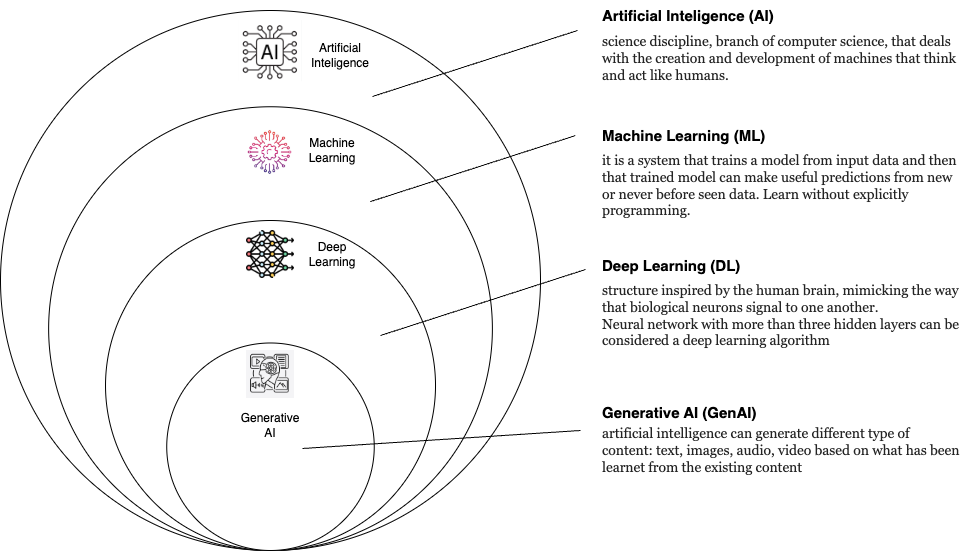 AI
Artificial
Inteligence
Machine
Learning
Deep
Learning
Generative
AI
Artificial Inteligence (AI)
science discipline, branch of computer science, that deals
with the creation and development of machines that think
and act like humans.
Machine Learning (ML)
it is a system that trains a model from input data and then
that trained model can make useful predictions from new
or never before seen data. Learn without explicitly
programming.
Deep Learning (DL)
structure inspired by the human brain, mimicking the way
that biological neurons signal to one another.
Neural network with more than three hidden layers can be
considered a deep learning algorithm
Generative AI (GenAI)
artificial intelligence can generate different type of
content: text, images, audio, video based on what has been
learnet from the existing content